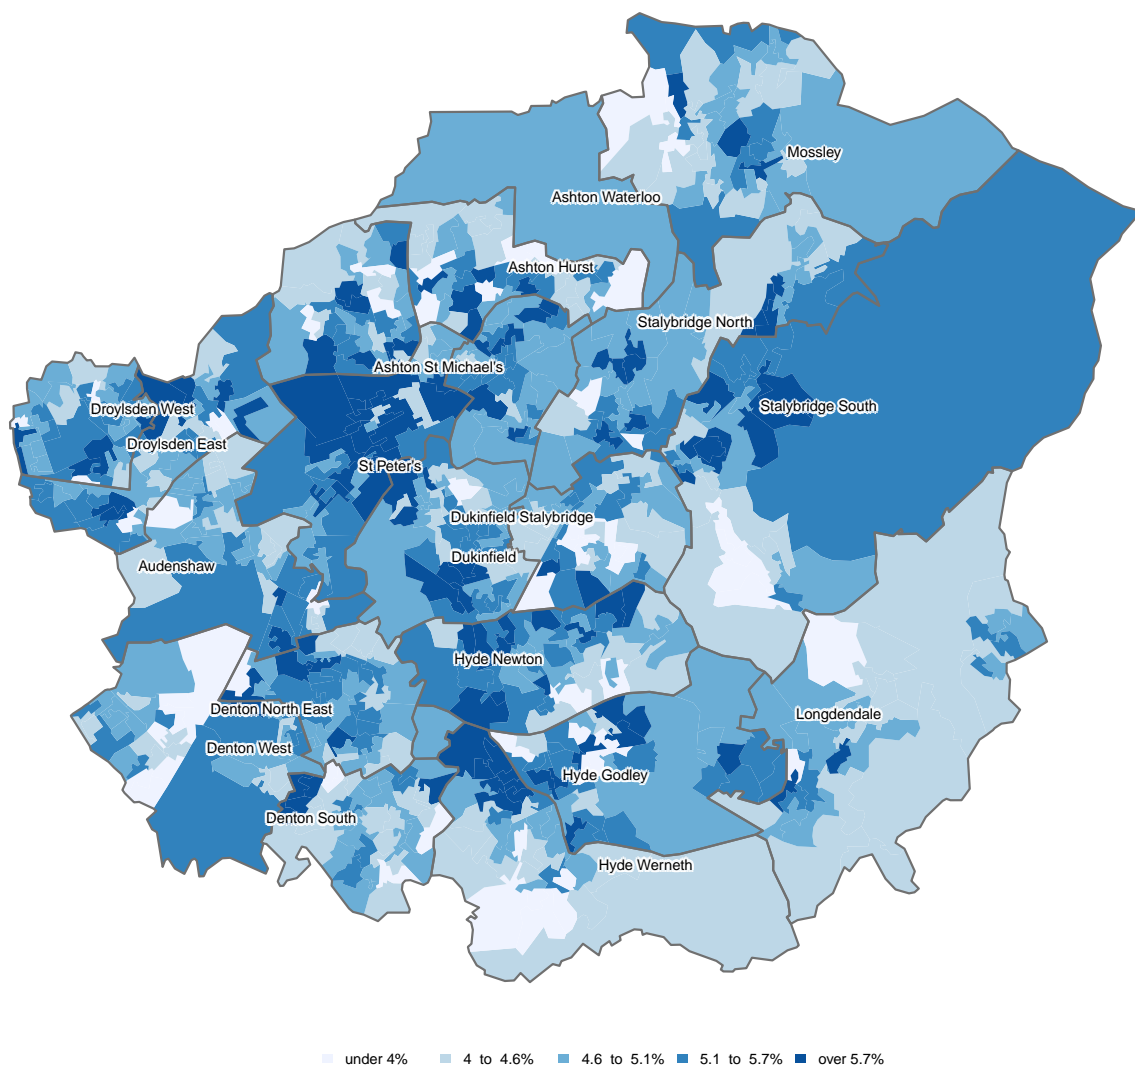 Mossley
Ashton Waterloo
Ashton Hurst
Stalybridge North
Ashton St Michael's
Droylsden West
Stalybridge South
Droylsden East
St Peter's
Dukinfield Stalybridge
Dukinfield
Audenshaw
Hyde Newton
Denton North East
Longdendale
Denton West
Hyde Godley
Denton South
Hyde Werneth
under 4% 4 to 4.6% 4.6 to 5.1% 5.1 to 5.7% over 5.7%